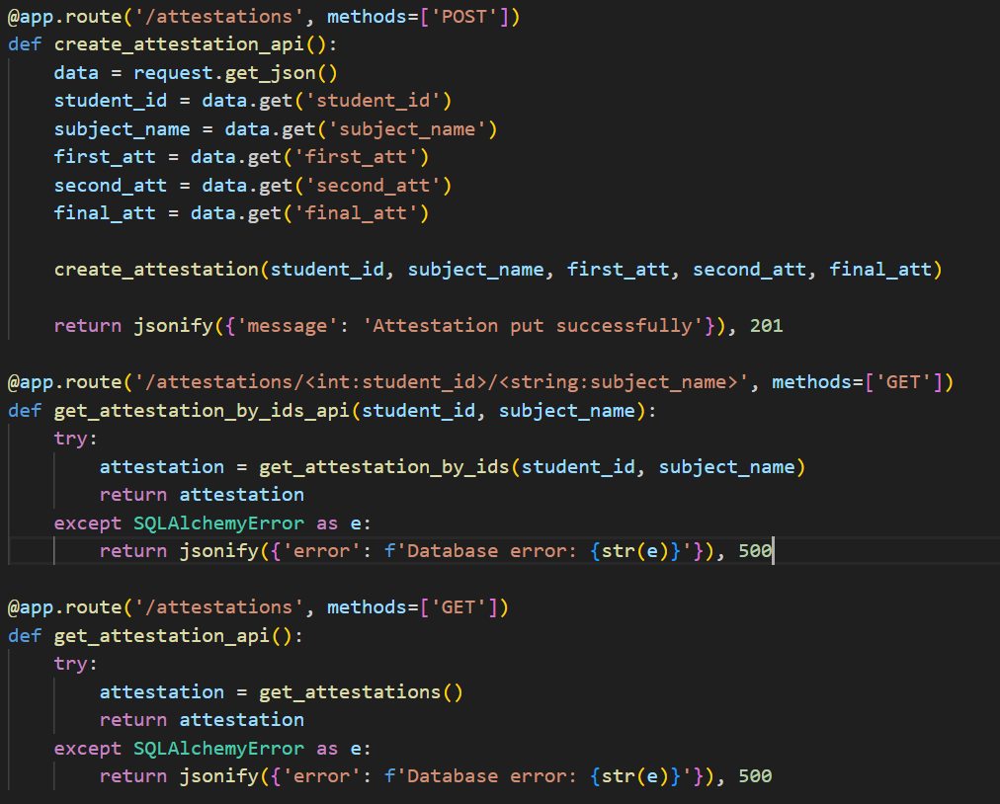 @app.route('/attestations', methods=['POST'])
def create_attestation_api():
    data = request.get_json()
    student_id = data.get('student_id')
    subject_name = data.get('subject_name')
    first_att = data.get('first_att')
    second_att = data.get('second_att')
    final_att = data.get('final_att')

    create_attestation(student_id, subject_name, first_att, second_att, final_att)

    return jsonify({'message': 'Attestation put successfully'}), 201

@app.route('/attestations/<int:student_id>/<string:subject_name>', methods=['GET'])
def get_attestation_by_ids_api(student_id, subject_name):
    try:
        attestation = get_attestation_by_ids(student_id, subject_name)
        return attestation
    except SQLAlchemyError as e:
        return jsonify({'error': f'Database error: {str(e)}'}), 500

@app.route('/attestations', methods=['GET'])
def get_attestation_api():
    try:
        attestation = get_attestations()
        return attestation
    except SQLAlchemyError as e:
        return jsonify({'error': f'Database error: {str(e)}'}), 500